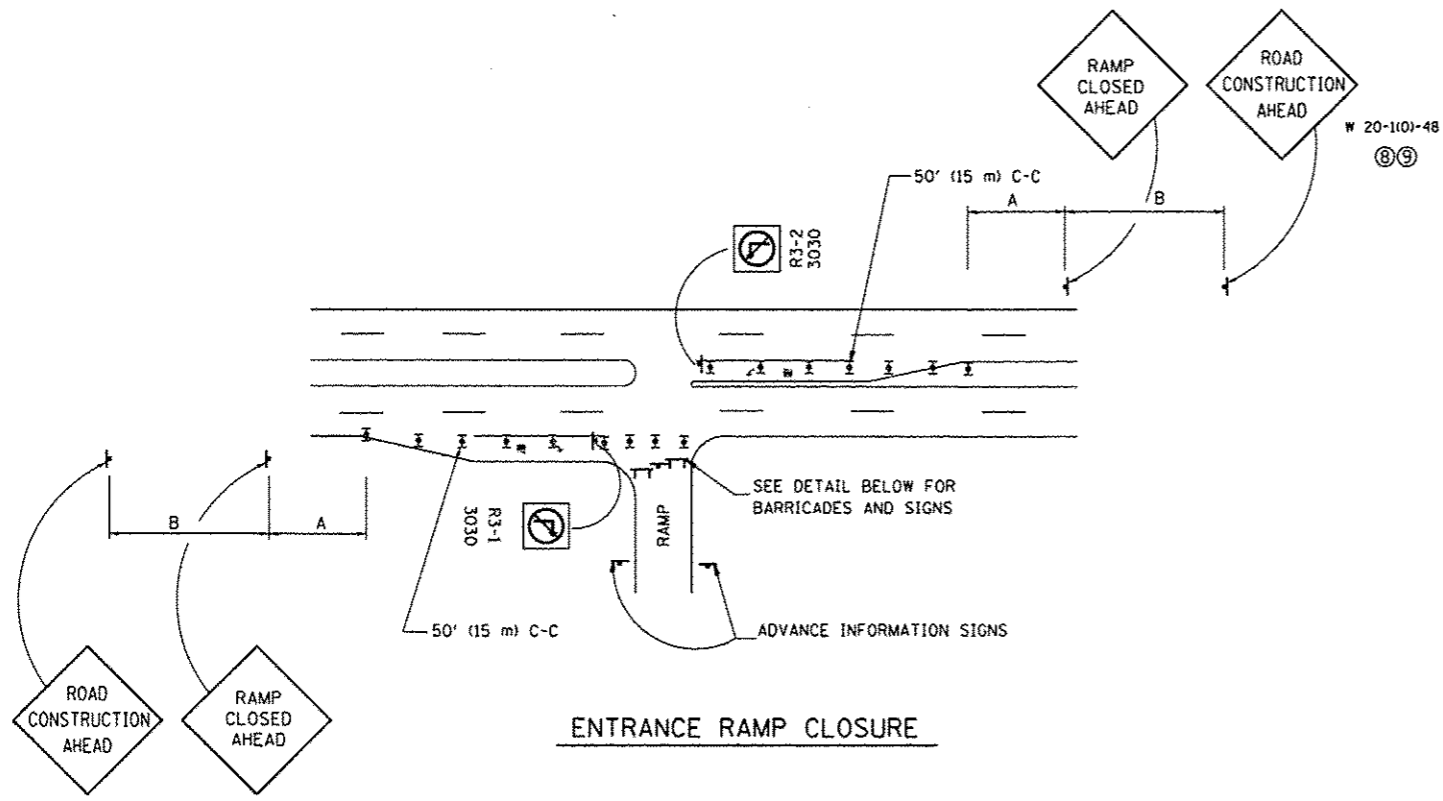 RAMP
CLOSED
AHEAD
ROAD
CONSTRUCTION
AHEAD
W 20-1(O)-48
⑧⑨
50' (15 m) C-C
A
B
R3-2
3030
SEE DETAIL BELOW FOR
BARRICADES AND SIGNS
B
A
R3-1
3030
RAMP
50' (15 m) C-C
ADVANCE INFORMATION SIGNS
ROAD
CONSTRUCTION
AHEAD
RAMP
CLOSED
AHEAD
ENTRANCE RAMP CLOSURE